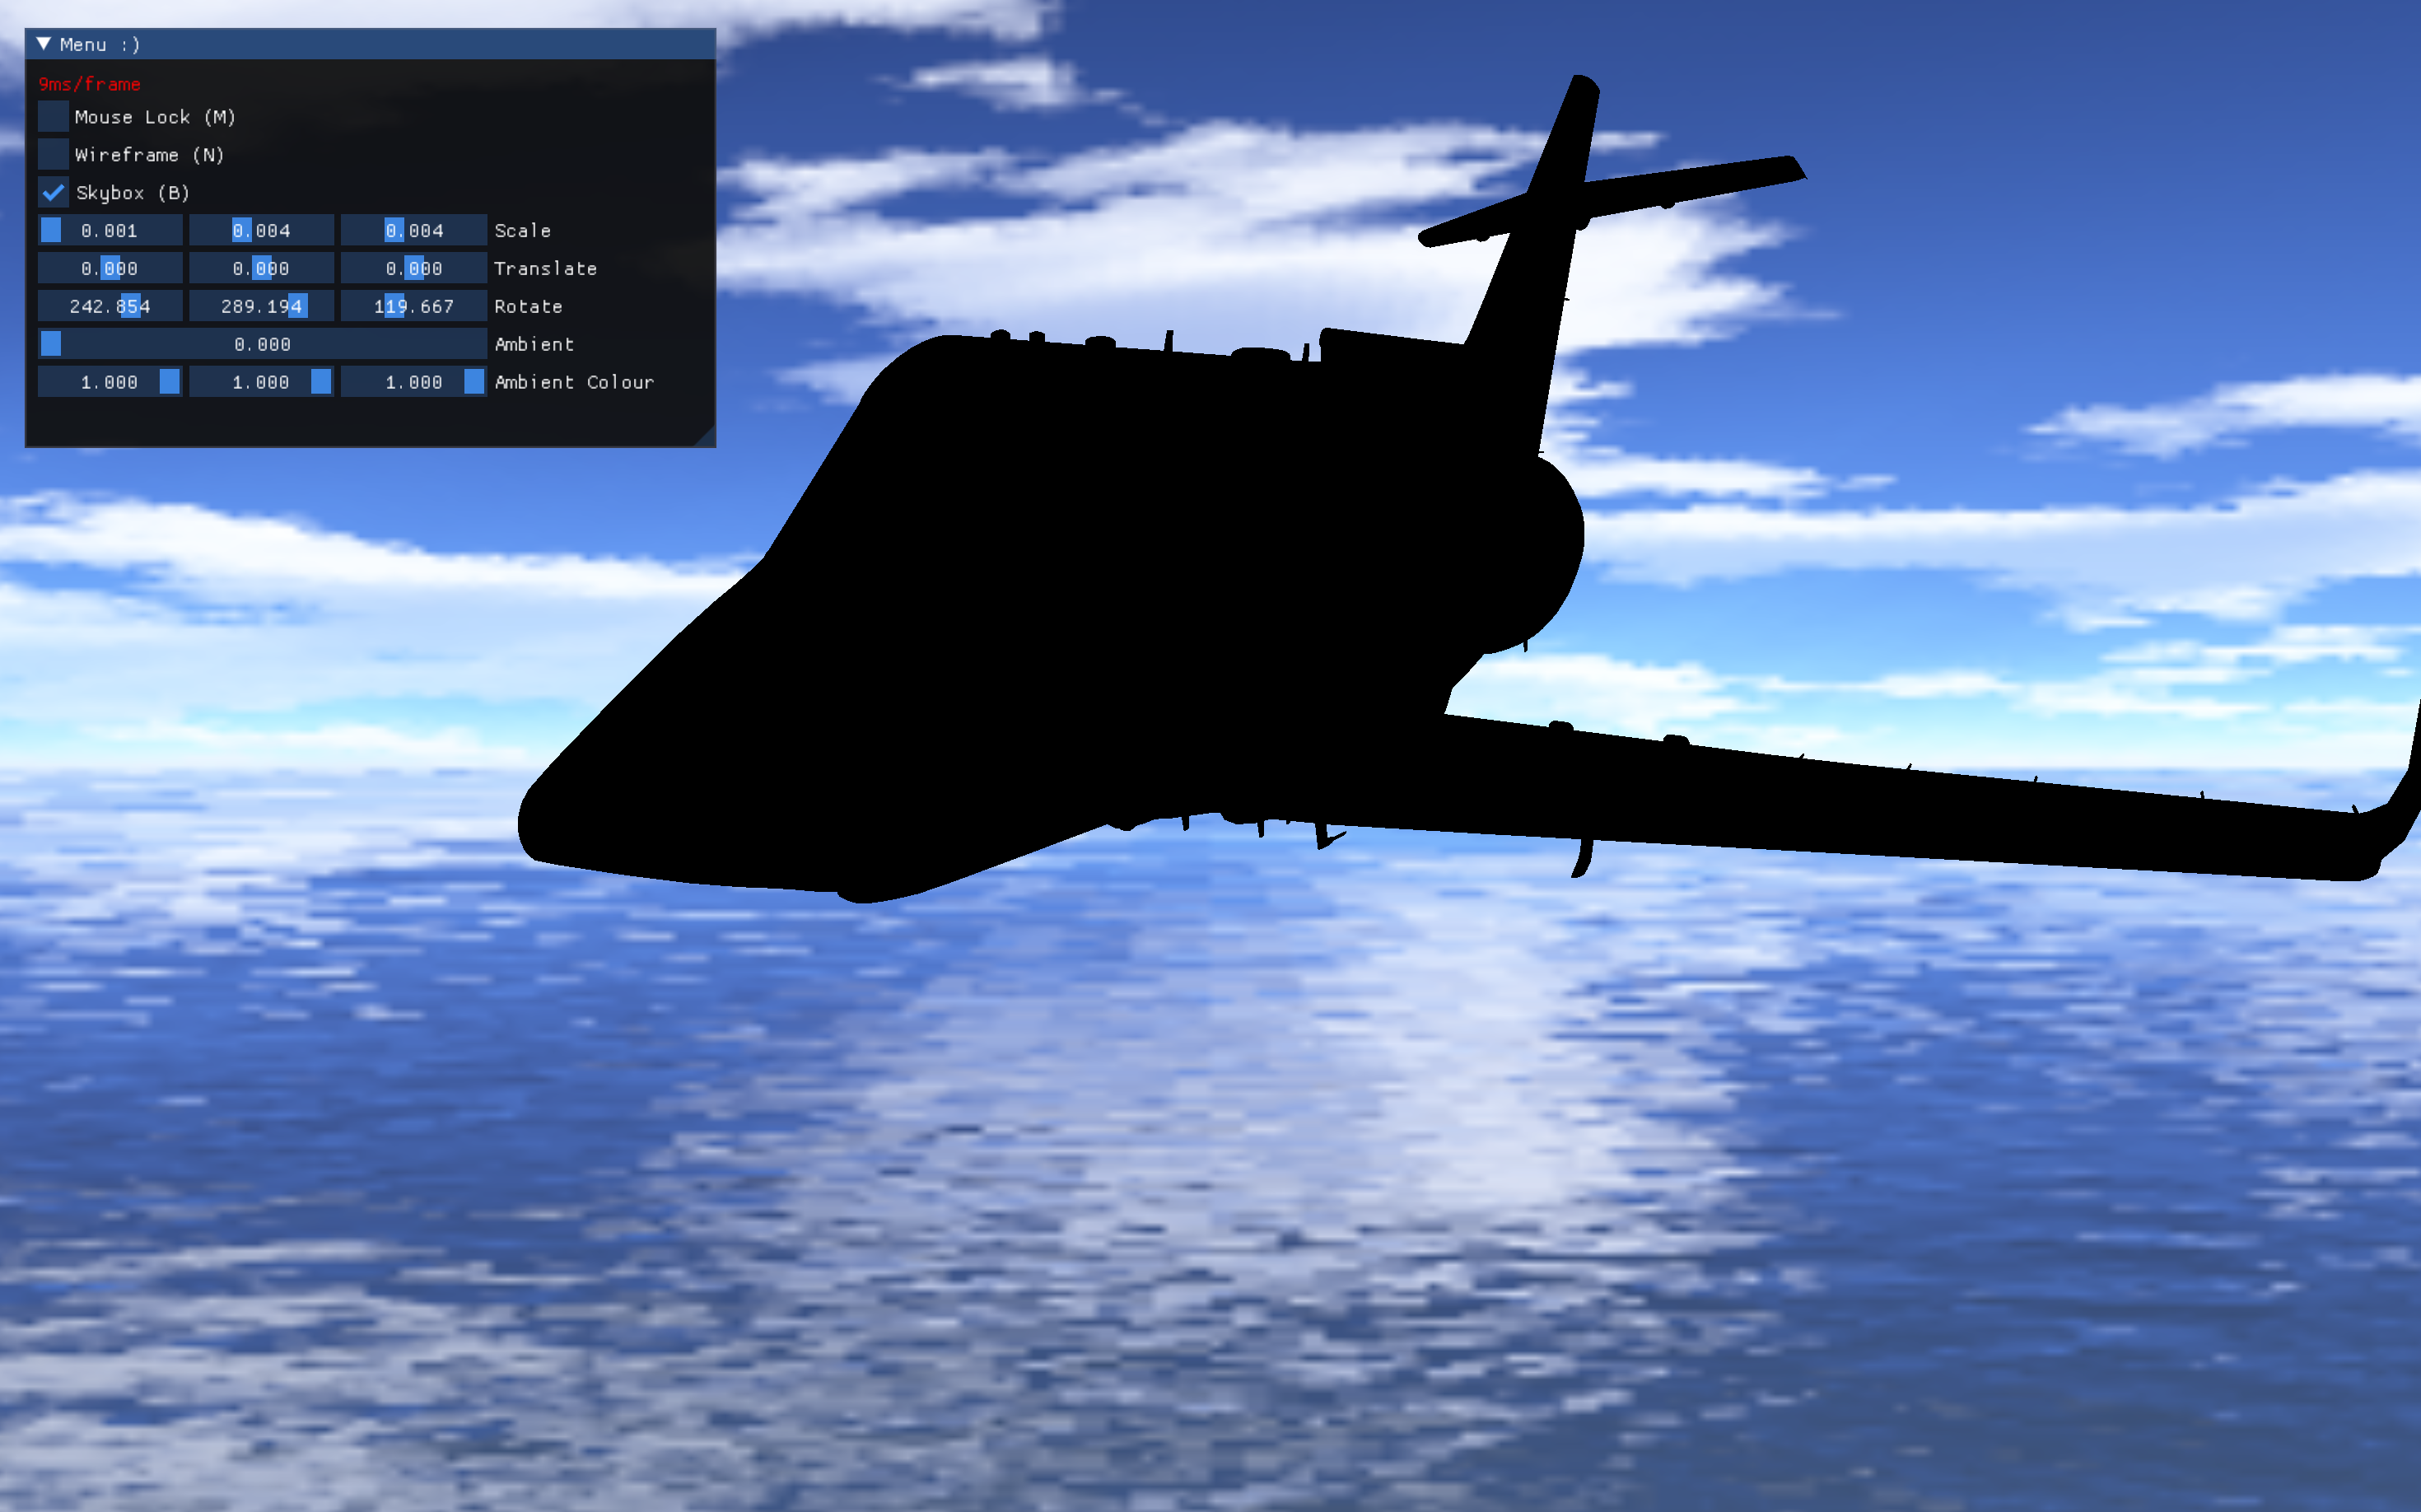 Menu :)
9ms/frame
Mouse Lock (M)
Wireframe (N)
Skybox (B)
0.001 0.004 0.004 Scale
0.000 0.000 0.000 Translate
242.854 289.194 119.667 Rotate
0.000 Ambient
1.000 1.000 1.000 Ambient Colour